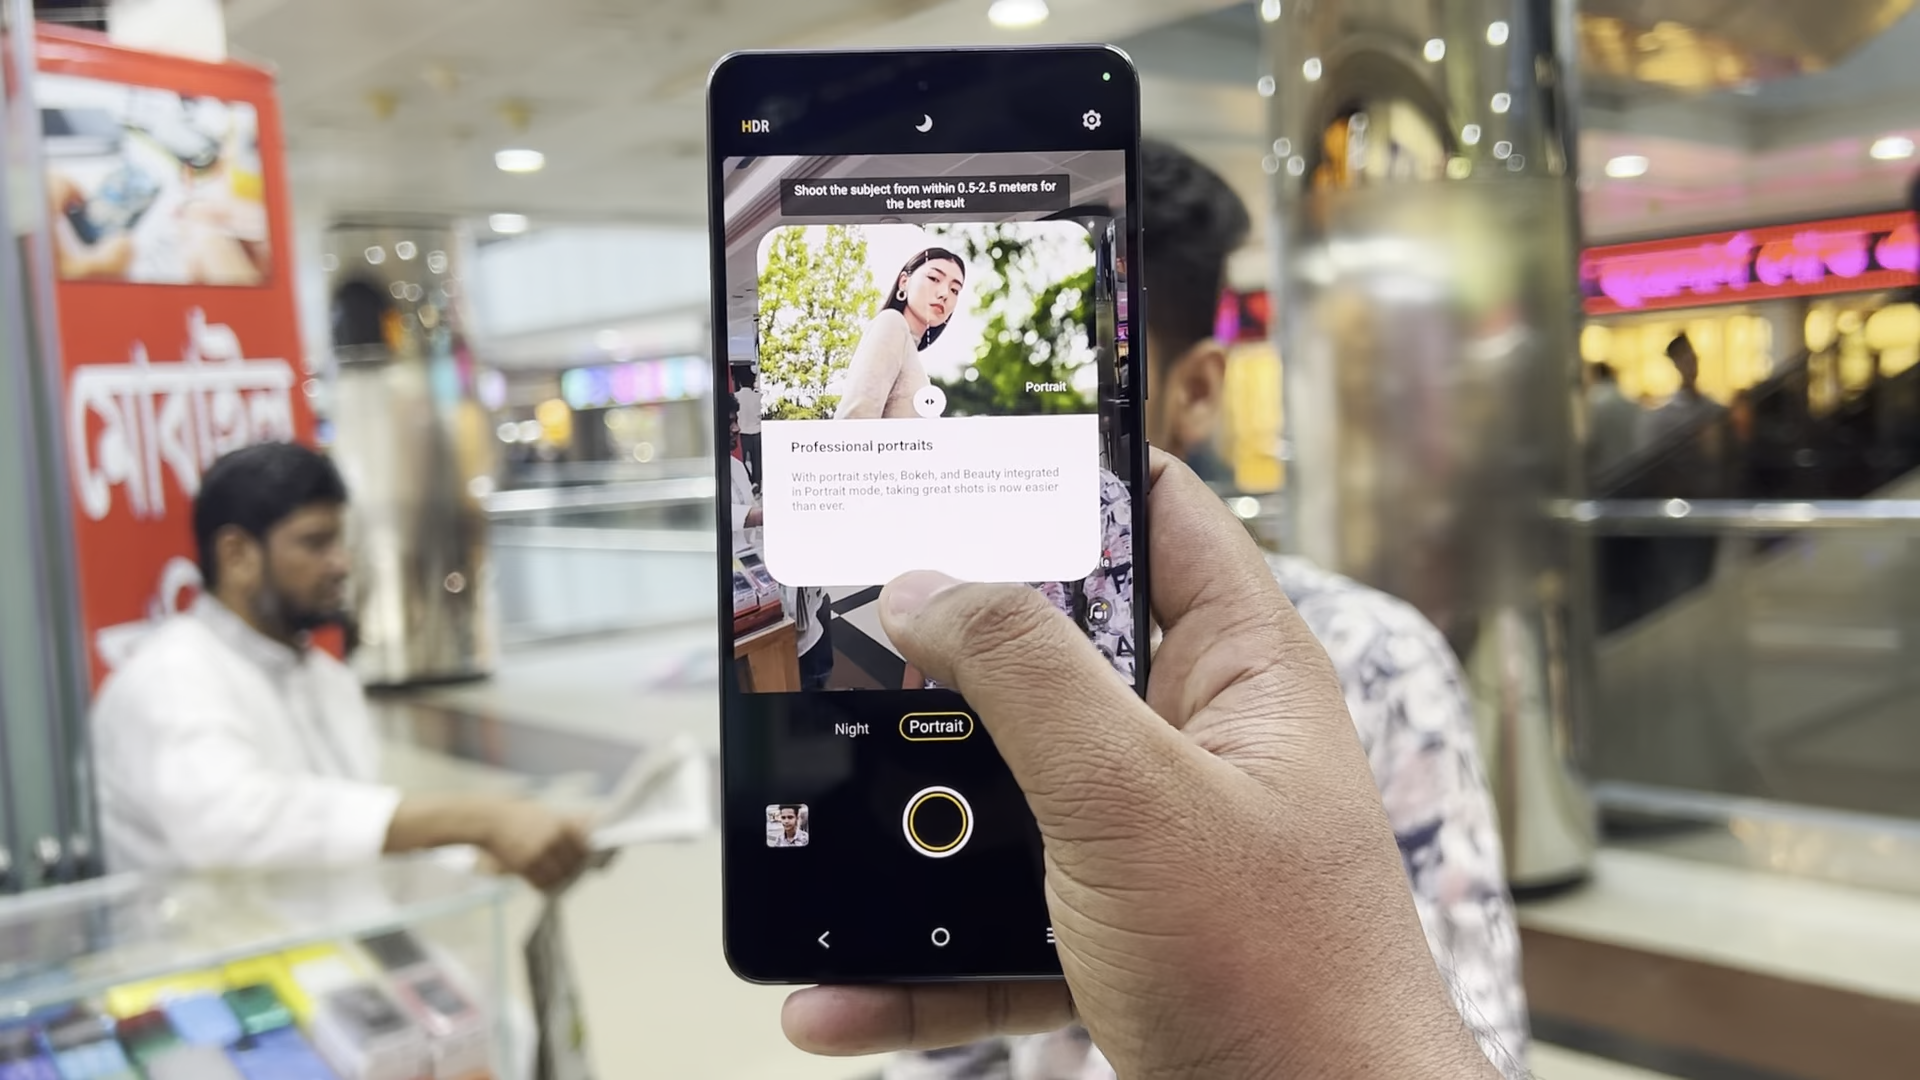 মোবাইল
HDR
Shoot the subject from within 0.5-2.5 meters for
the best result
Portrait
Professional portraits
With portrait styles, Bokeh, and Beauty integrated
in Portrait mode, taking great shots is now easier
than ever.
Night
Portrait